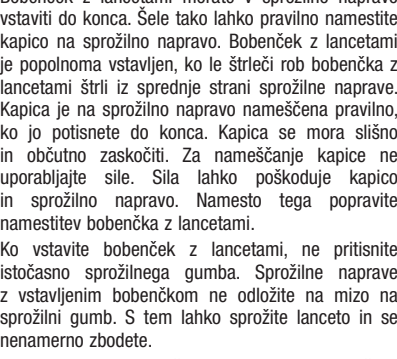 Bobenček z lancetami morate v sprožilno napravo
vstaviti do konca. Šele tako lahko pravilno namestite
kapico na sprožilno napravo. Bobenček z lancetami
je popolnoma vstavljen, ko le štrleči rob bobenčka z
lancetami štrli iz sprednje strani sprožilne naprave.
Kapica je na sprožilno napravo nameščena pravilno,
ko jo potisnete do konca. Kapica se mora slišno
in občutno zaskočiti. Za nameščanje kapice ne
uporabljajte sile. Sila lahko poškoduje kapico
in sprožilno napravo. Namesto tega popravite
namestitev bobenčka z lancetami.
Ko vstavite bobenček z lancetami, ne pritisnite
istočasno sprožilnega gumba. Sprožilne naprave
z vstavljenim bobenčkom ne odložite na mizo na
sprožilni gumb. S tem lahko sprožite lanceto in se
nenamerno zbodete.